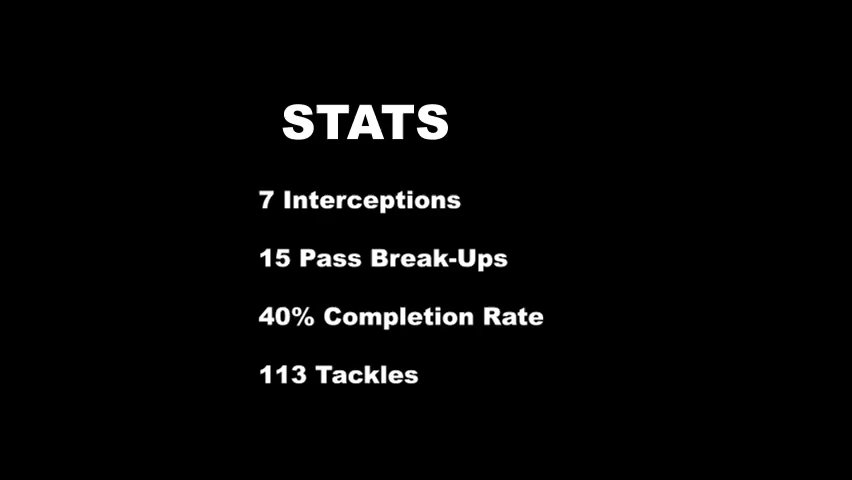 STATS
7 Interceptions
15 Pass Break-Ups
40% Completion Rate
113 Tackles